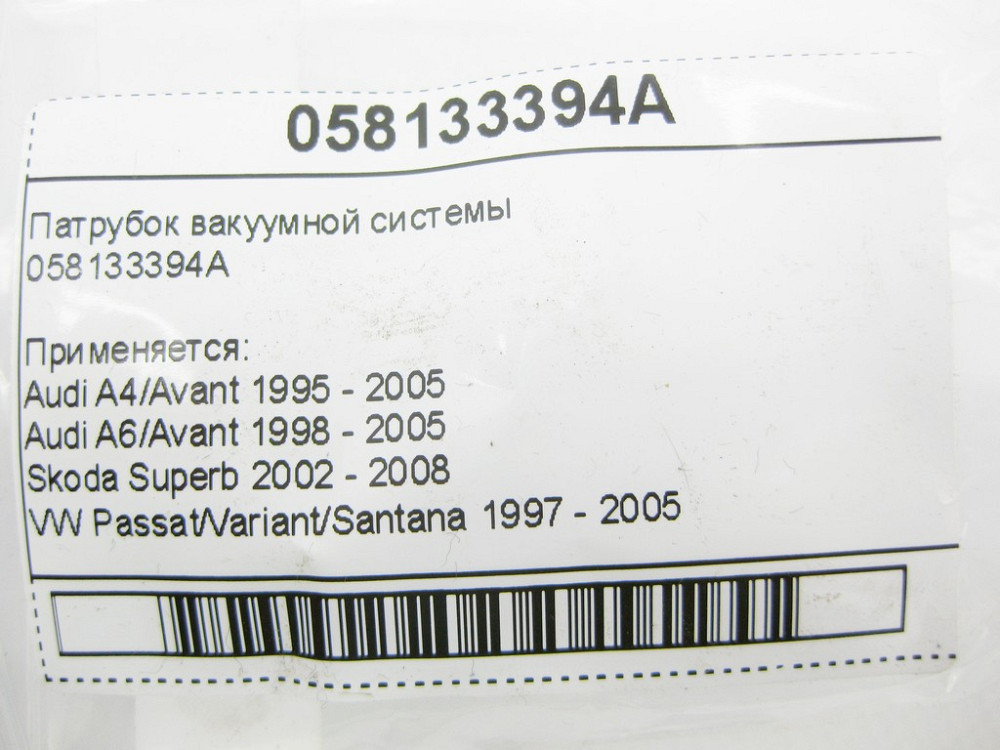 058133394A
Патрубок вакуумной системы
058133394A
Применяется:
Audi A4/Avant 1995 - 2005
Audi A6/Avant 1998 - 2005
Skoda Superb 2002 - 2008
VW Passat/Variant/Santana 1997 - 2005